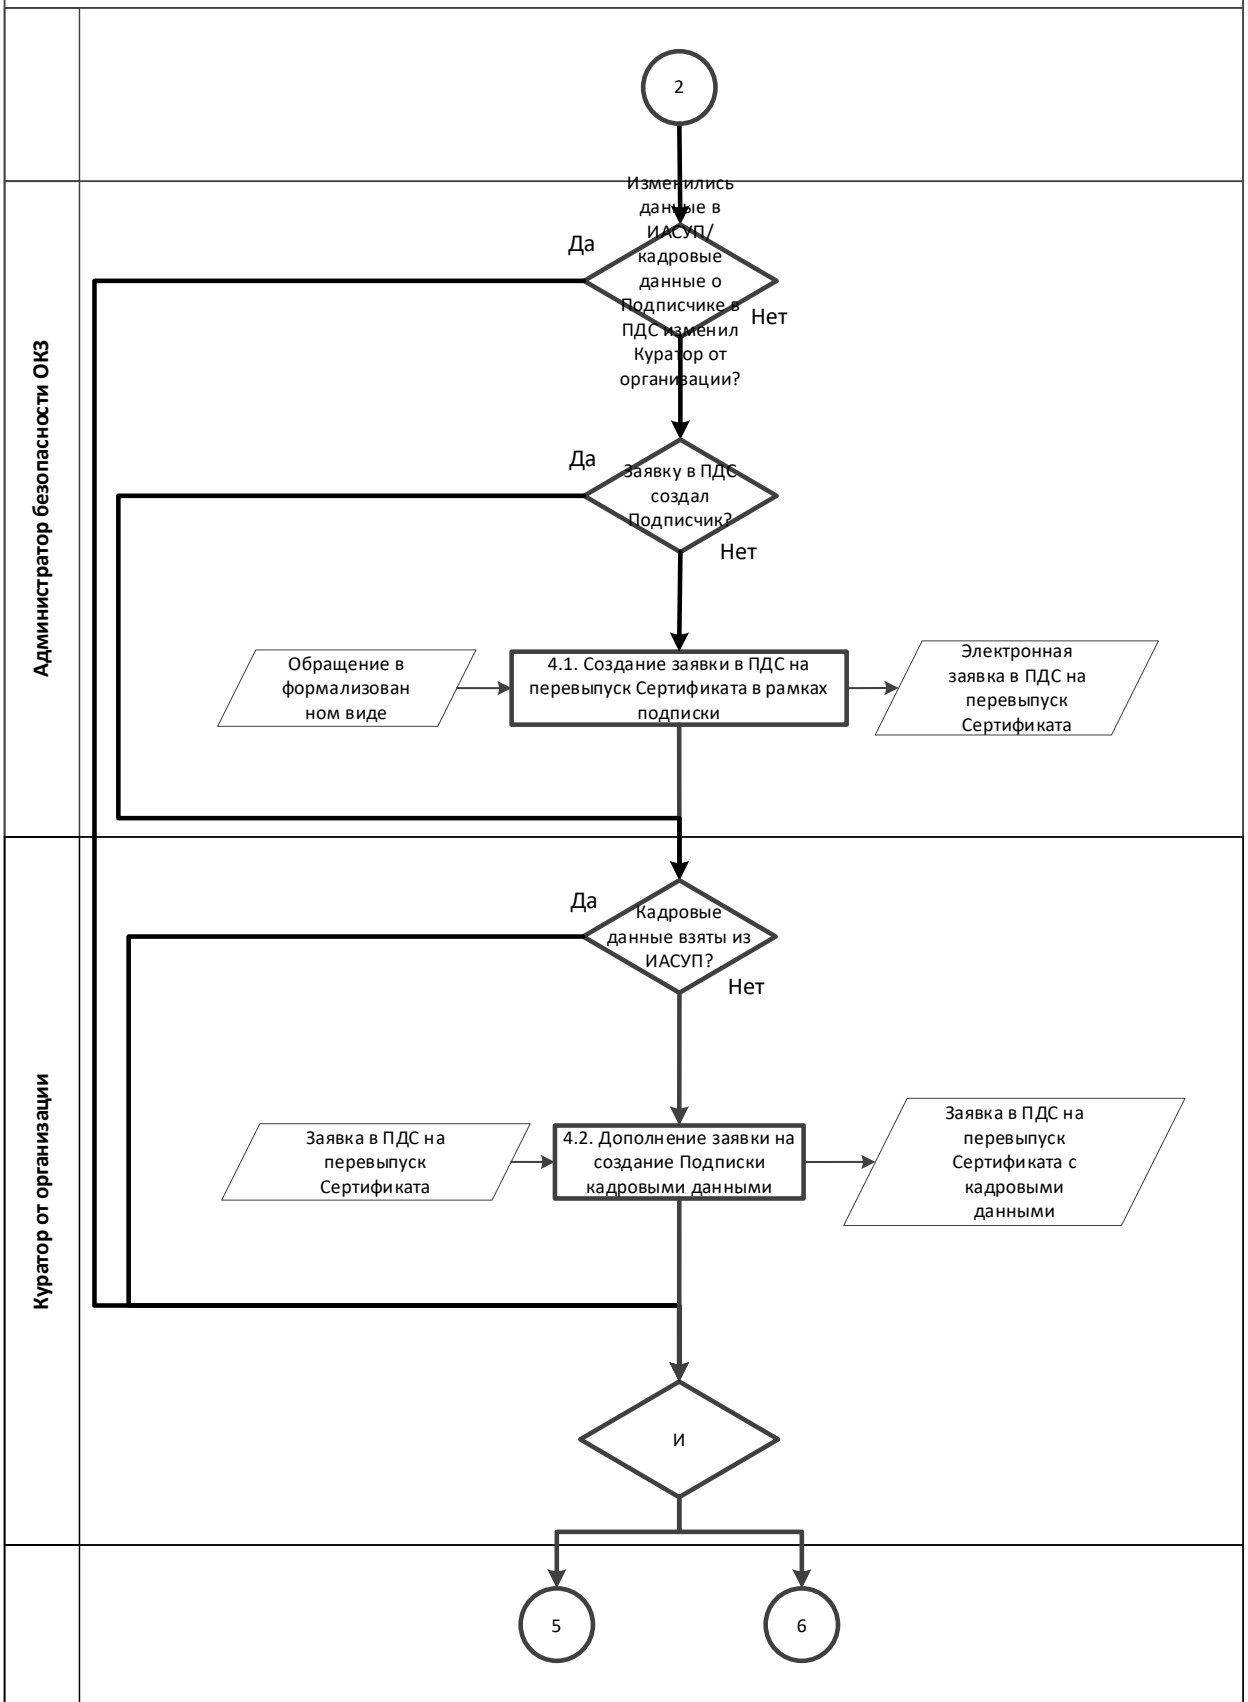 2
Администратор безопасности ОКЗ
Изменились
данные в
ИАСУП/
кадровые
данные о
Подписчике в
ПДС изменил
Куратор от
организации?
Да
Нет
Да
Заявку в ПДС
создал
Подписчик?
Нет
Обращение в
формализован
ном виде
4.1. Создание заявки в ПДС на
перевыпуск Сертификата в рамках
подписки
Электронная
заявка в ПДС на
перевыпуск
Сертификата
Куратор от организации
Да
Кадровые
данные взяты из
ИАСУП?
Нет
Заявка в ПДС на
перевыпуск
Сертификата
4.2. Дополнение заявки на
создание Подписки
кадровыми данными
Заявка в ПДС на
перевыпуск
Сертификата с
кадровыми
данными
И
5
6